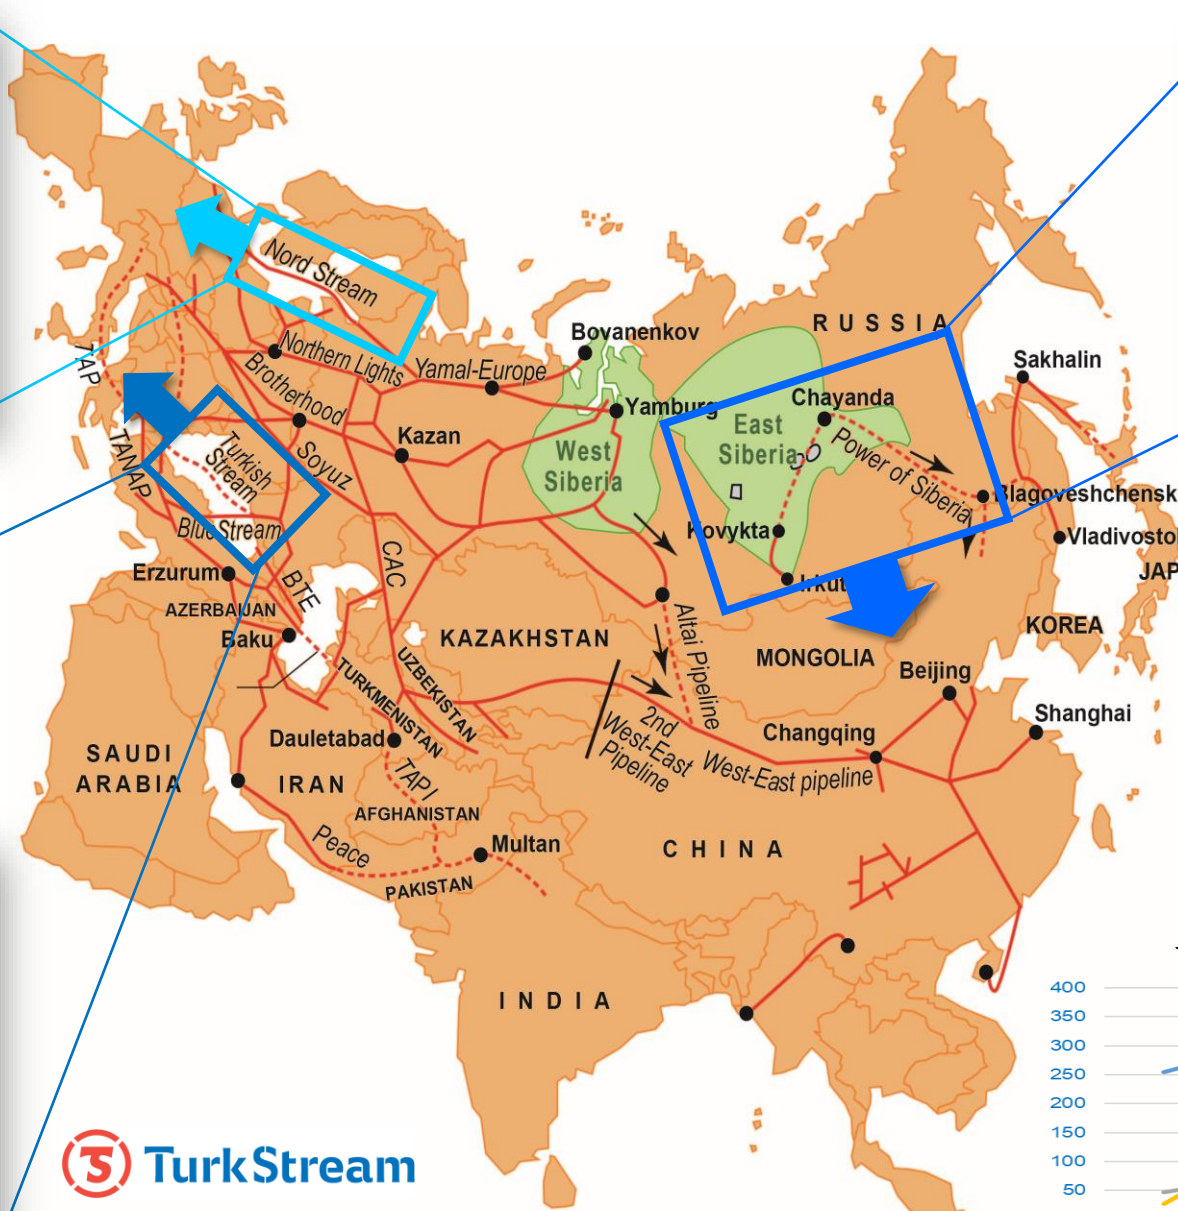 Nord Stream
RUSSIA
Bovanenkov
Sakhalin
Northern Lights
Yamal-Europe
TAP
Brotherhood
Chayanda
Yamburg
East
Siberia
Kazan
West
Siberia
Power of Siberia
Turkish
Stream
Soyuz
TANAP
Blagoveshchensk
Blue Stream
Kovykta
Vladivostok
Erzurum
BTE
CAC
JAP
AZERBAIJAN
Baku
KAZAKHSTAN
Altai Pipeline
KOREA
UZBEKISTAN
MONGOLIA
Beijing
TURKMENISTAN
Shanghai
2nd
West-East
Pipeline
Changqing
Dauletabad
SAUDI
ARABIA
IRAN
TAPI
West-East pipeline
AFGHANISTAN
Peace
Multan
CHINA
PAKISTAN
INDIA
400
350
300
250
200
150
100
50
TS TurkStream